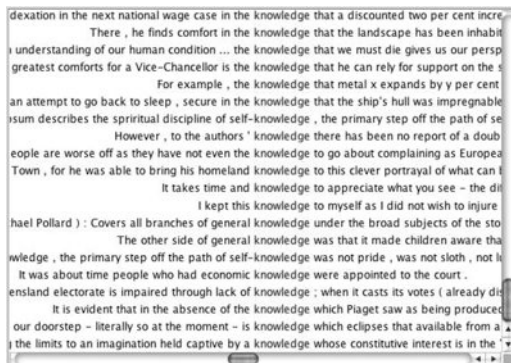 dexation in the next national wage case in the knowledge that a discounted two per cent incre
There , he finds comfort in the knowledge that the landscape has been inhabit
understanding of our human condition ... the knowledge that we must die gives us our persp
greatest comforts for a Vice-Chancellor is the knowledge that he can rely for support on the s
For example , the knowledge that metal x expands by y per cent
an attempt to go back to sleep , secure in the knowledge that the ship's hull was impregnable
sum describes the spriritual discipline of self-knowledge , the primary step off the path of se
However , to the authors ' knowledge there has been no report of a doub
eople are worse off as they have not even the knowledge to go about complaining as Europea
Town , for he was able to bring his homeland knowledge to this clever portrayal of what can
It takes time and knowledge to appreciate what you see – the di
I kept this knowledge to myself as I did not wish to injure
hael Pollard ) : Covers all branches of general knowledge under the broad subjects of the sto
The other side of general knowledge was that it made children aware tha
wledge , the primary step off the path of self-knowledge was not pride , was not sloth , not l
It was about time people who had economic knowledge were appointed to the court .
ensland electorate is impaired through lack of knowledge ; when it casts its votes ( already dis
It is evident that in the absence of the knowledge which Piaget saw as being produced
our doorstep – literally so at the moment – is knowledge which eclipses that available from a
the limits to an imagination held captive by a knowledge whose constitutive interest is in the '